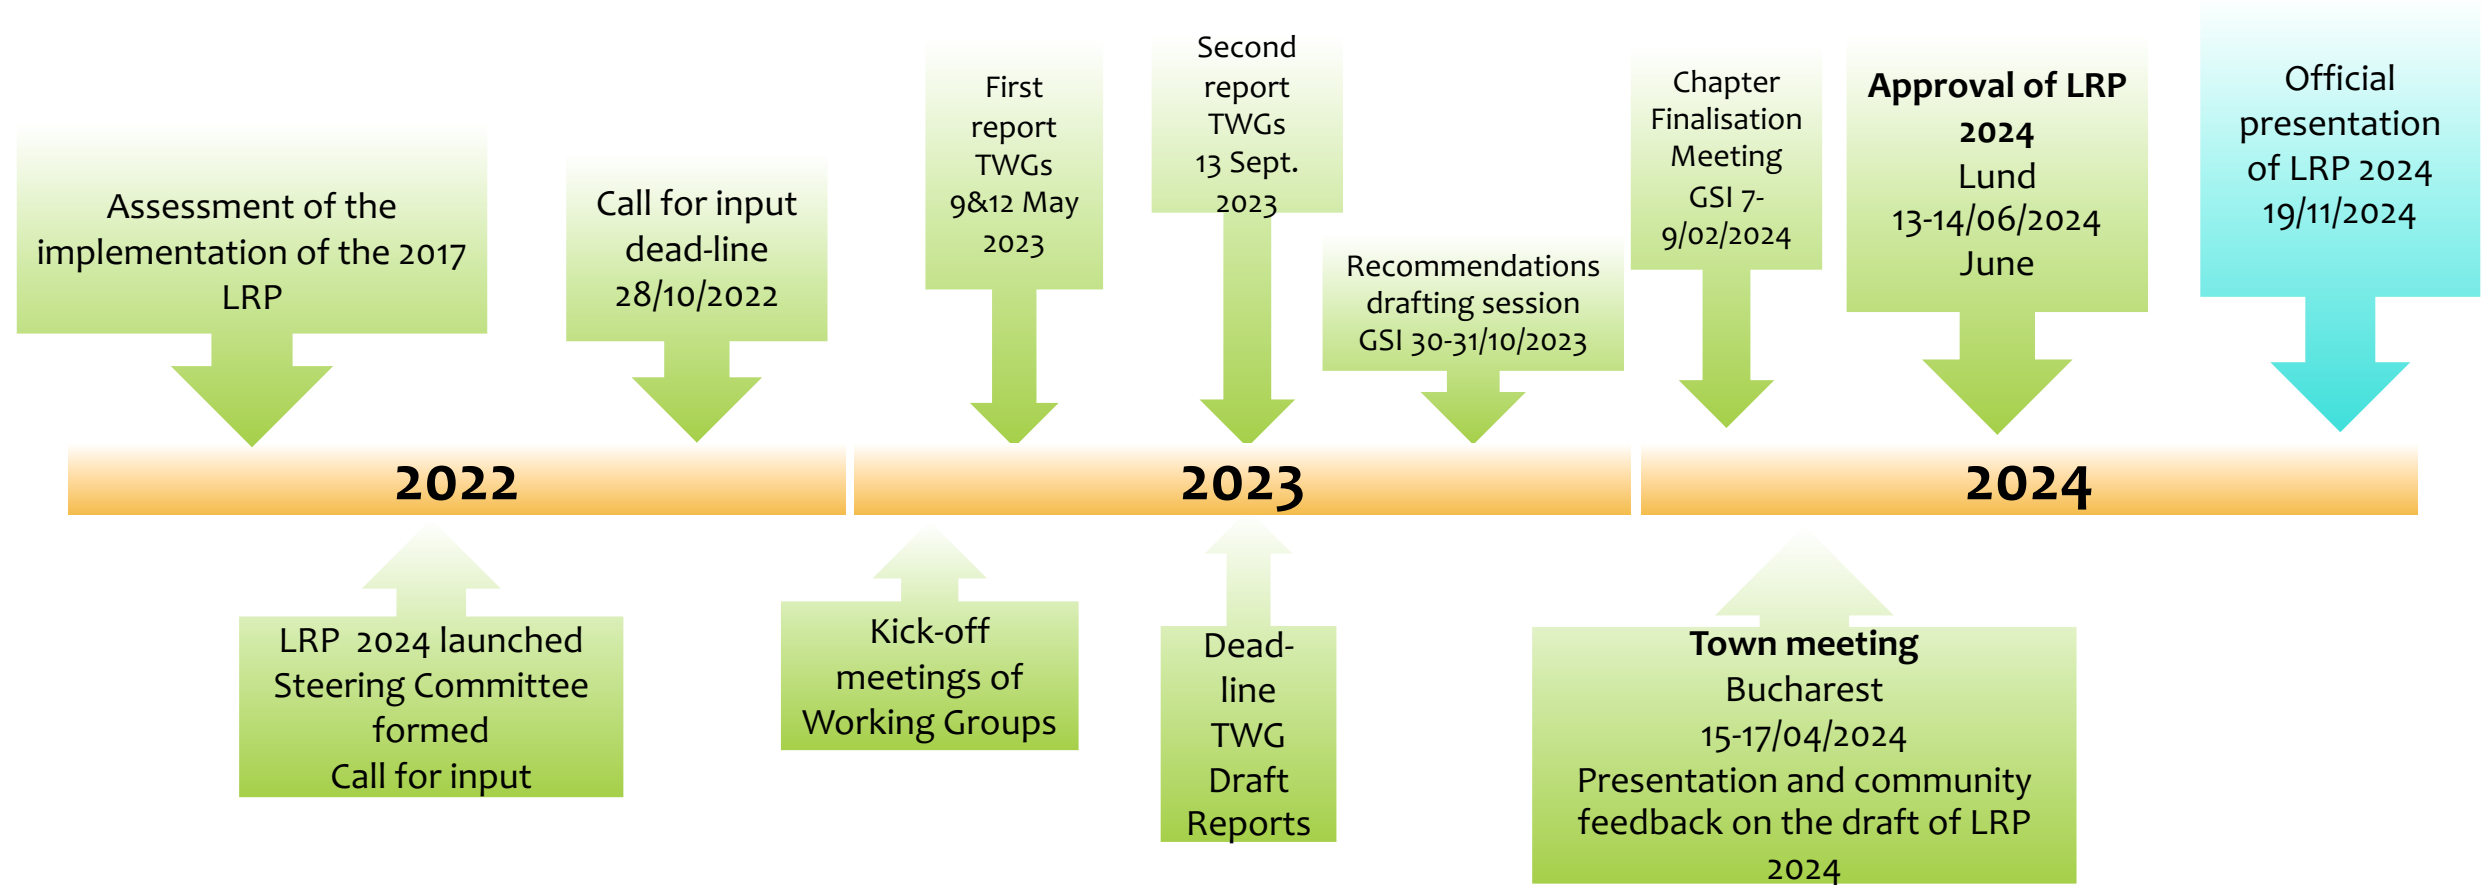 Assessment of the
implementation of the 2017
LRP
Call for input
dead-line
28/10/2022
First
report
TWGs
9&12 May
2023
Second
report
TWGs
13 Sept.
2023
Recommendations
drafting session
GSI 30-31/10/2023
Chapter
Finalisation
Meeting
GSI 7-
9/02/2024
Approval of LRP
2024
Lund
13-14/06/2024
June
Official
presentation
of LRP 2024
19/11/2024
2022
2023
2024
LRP 2024 launched
Steering Committee
formed
Call for input
Kick-off
meetings of
Working Groups
Dead-
line
TWG
Draft
Reports
Town meeting
Bucharest
15-17/04/2024
Presentation and community
feedback on the draft of LRP
2024